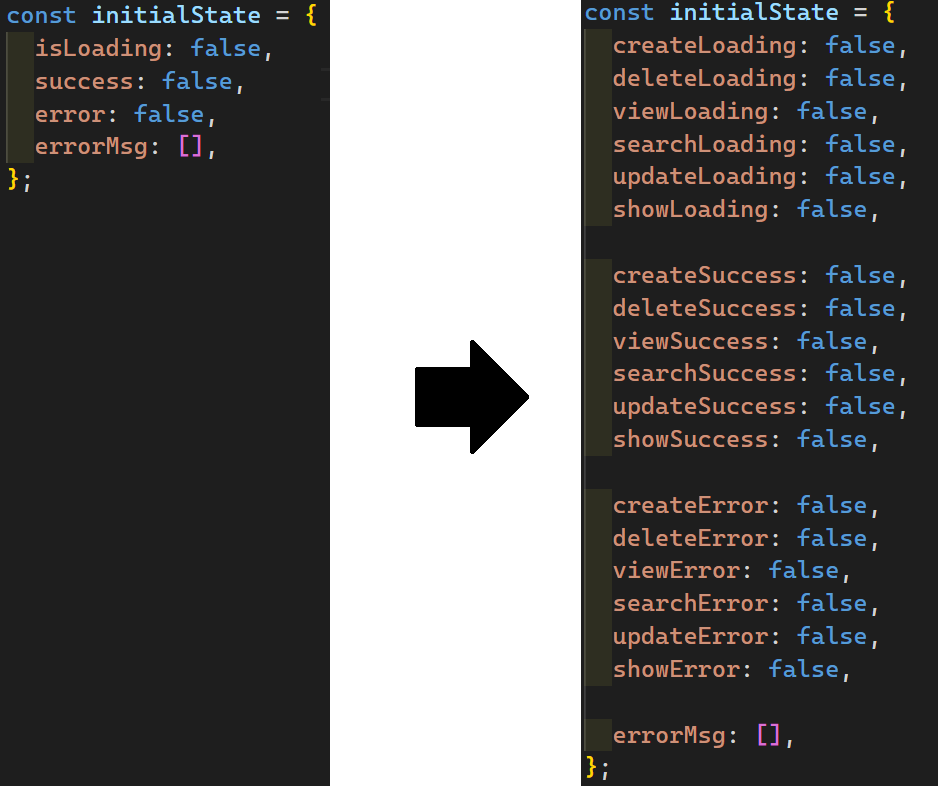 const initialState = {
isLoading: false,
success: false,
error: false,
errorMsg: [],
};
const initialState = {
createLoading: false,
deleteLoading: false,
viewLoading: false,
searchLoading: false,
updateLoading: false,
showLoading: false,
createSuccess: false,
deleteSuccess: false,
viewSuccess: false,
searchSuccess: false,
updateSuccess: false,
showSuccess: false,
createError: false,
deleteError: false,
viewError: false,
searchError: false,
updateError: false,
showError: false,
errorMsg: [],
};